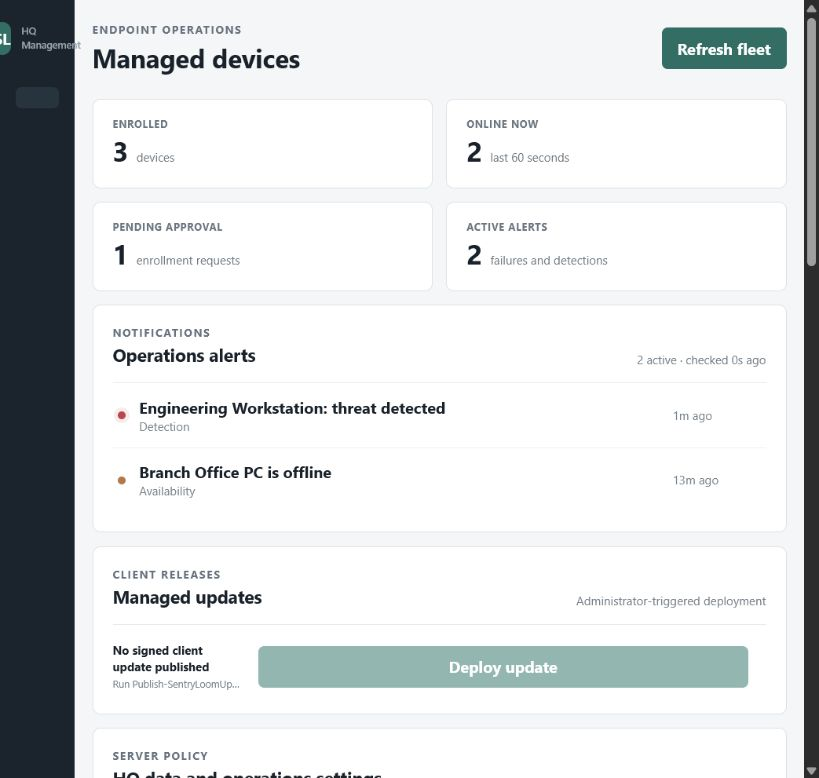 SL
HQ
Management
ENDPOINT OPERATIONS
Managed devices
Refresh fleet
ENROLLED
3 devices
ONLINE NOW
2 last 60 seconds
PENDING APPROVAL
1 enrollment requests
ACTIVE ALERTS
2 failures and detections
NOTIFICATIONS
Operations alerts
2 active · checked 0s ago
Engineering Workstation: threat detected
Detection
1m ago
Branch Office PC is offline
Availability
13m ago
CLIENT RELEASES
Managed updates
Administrator-triggered deployment
No signed client
update published
Run Publish-SentryLoomUp...
Deploy update
SERVER POLICY
HQ data and operations settings